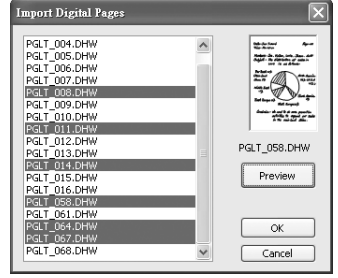 Import Digital Pages
PGLT_004.DHW
PGLT_005.DHW
PGLT_006.DHW
PGLT_007.DHW
PGLT_008.DHW
PGLT_009.DHW
PGLT_010.DHW
PGLT_011.DHW
PGLT_012.DHW
PGLT_013.DHW
PGLT_014.DHW
PGLT_015.DHW
PGLT_016.DHW
PGLT_058.DHW
PGLT_061.DHW
PGLT_064.DHW
PGLT_067.DHW
PGLT_068.DHW
PGLT_058.DHW
Preview
OK
Cancel